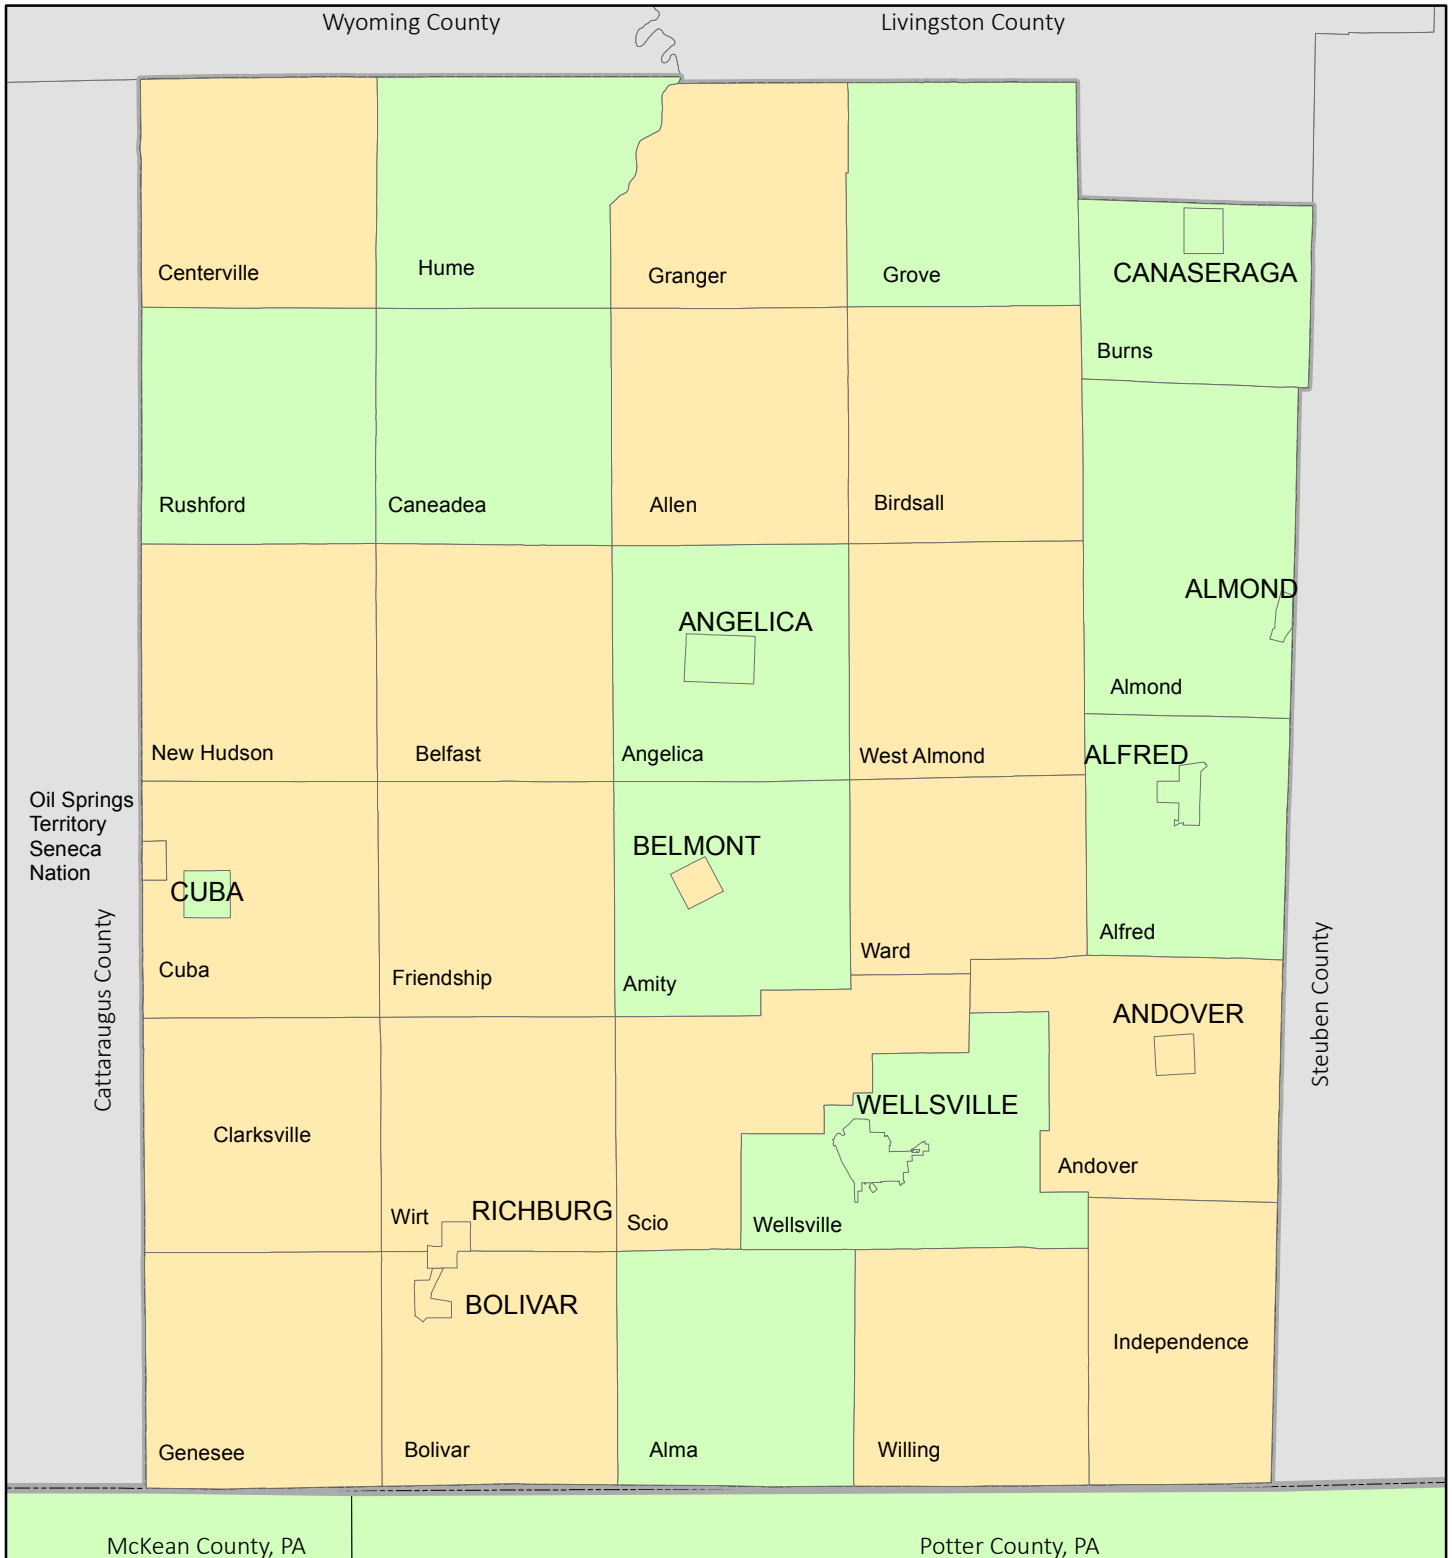 Wyoming County
Livingston County
Centerville
Hume
Granger
Grove
CANASERAGA
Burns
Rushford
Caneadea
Allen
Birdsall
ALMOND
ANGELICA
Almond
New Hudson
Belfast
Angelica
West Almond
ALFRED
Oil Springs
Territory
Seneca
Nation
BELMONT
CUBA
Cuba
Friendship
Amity
Ward
Alfred
Cattaraugus County
Steuben County
ANDOVER
WELLSVILLE
Clarksville
Andover
Wirt
RICHBURG
Scio
Wellsville
BOLIVAR
Independence
Genesee
Bolivar
Alma
Willing
McKean County, PA
Potter County, PA